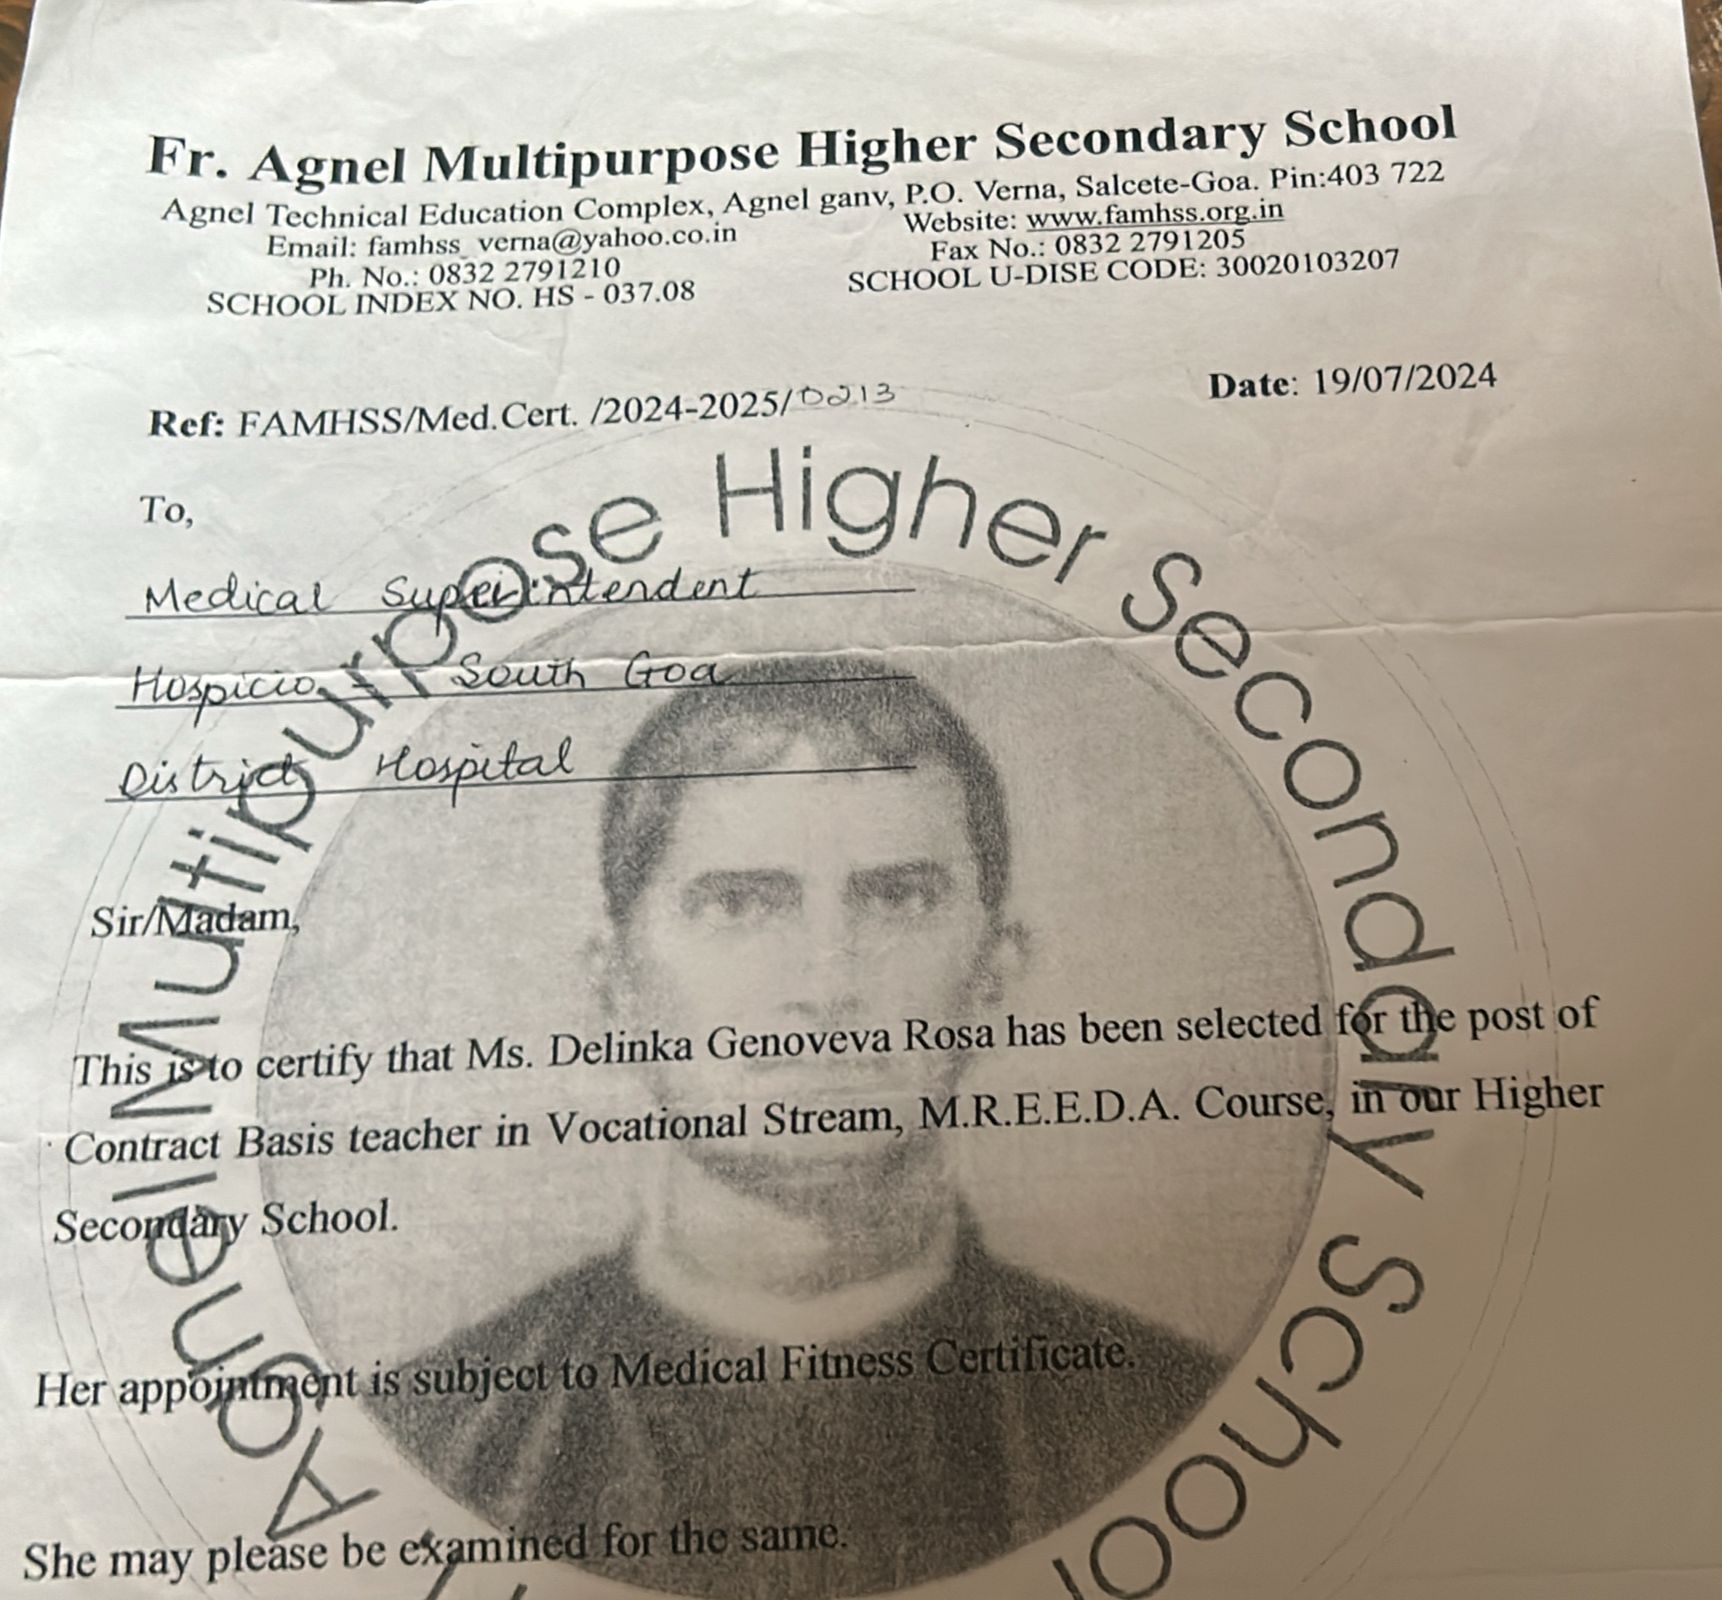 Fr. Agnel Multipurpose Higher Secondary School
Agnel Technical Education Complex, Agnel ganv, P.O. Verna, Salcete-Goa. Pin:403 722
Email: famhss_verna@yahoo.co.in Website: www.famhss.org.in
Ph. No.: 0832 2791210 Fax No.: 0832 2791205
SCHOOL INDEX NO. HS - 037.08 SCHOOL U-DISE CODE: 30020103207
Ref: FAMHSS/Med.Cert. /2024-2025/0213 Date: 19/07/2024
To,
Medical Superintendent
Hospicio - South Goa
District Hospital
Sir/Madam,
This is to certify that Ms. Delinka Genoveva Rosa has been selected for the post of
Contract Basis teacher in Vocational Stream, M.R.E.E.D.A. Course, in our Higher
Secondary School.
Her appointment is subject to Medical Fitness Certificate.
She may please be examined for the same.
Agnel Multipurpose Higher Secondary School